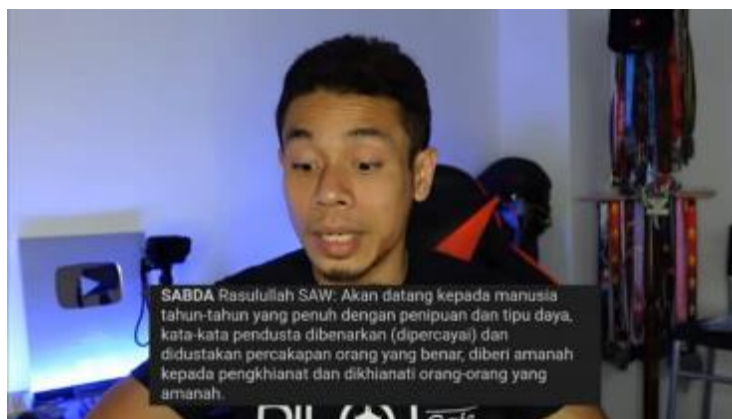 SABDA Rasulullah SAW: Akan datang kepada manusia
tahun-tahun yang penuh dengan penipuan dan tipu daya,
kata-kata pendusta dibenarkan (dipercayai) dan
didustakan percakapan orang yang benar, diberi amanah
kepada pengkhianat dan dikhianati orang-orang yang
amanah.